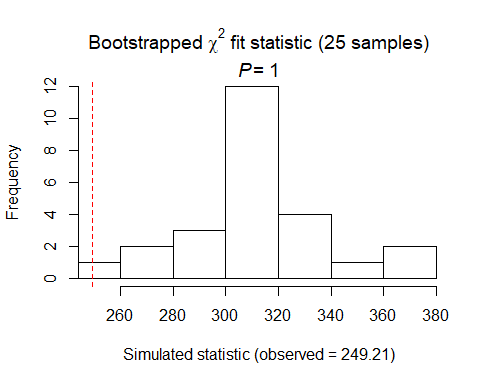 Bootstrapped χ² fit statistic (25 samples)
P = 1
Frequency
12
10
8
6
4
2
0
260 280 300 320 340 360 380
Simulated statistic (observed = 249.21)